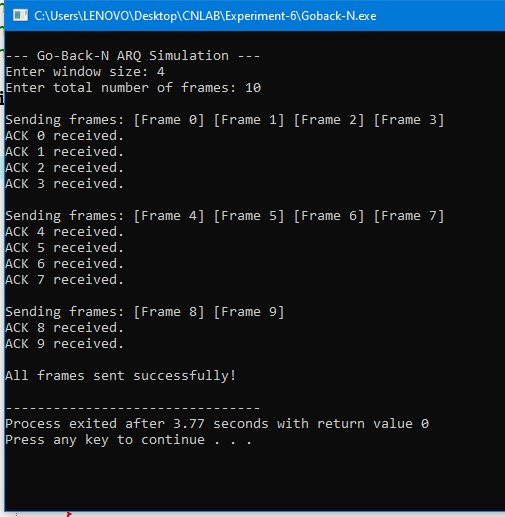 C:\Users\LENOVO\Desktop\CNLAB\Experiment-6\Goback-N.exe
--- Go-Back-N ARQ Simulation ---
Enter window size: 4
Enter total number of frames: 10
Sending frames: [Frame 0] [Frame 1] [Frame 2] [Frame 3]
ACK 0 received.
ACK 1 received.
ACK 2 received.
ACK 3 received.
Sending frames: [Frame 4] [Frame 5] [Frame 6] [Frame 7]
ACK 4 received.
ACK 5 received.
ACK 6 received.
ACK 7 received.
Sending frames: [Frame 8] [Frame 9]
ACK 8 received.
ACK 9 received.
All frames sent successfully!
--------------------------------
Process exited after 3.77 seconds with return value 0
Press any key to continue . . .